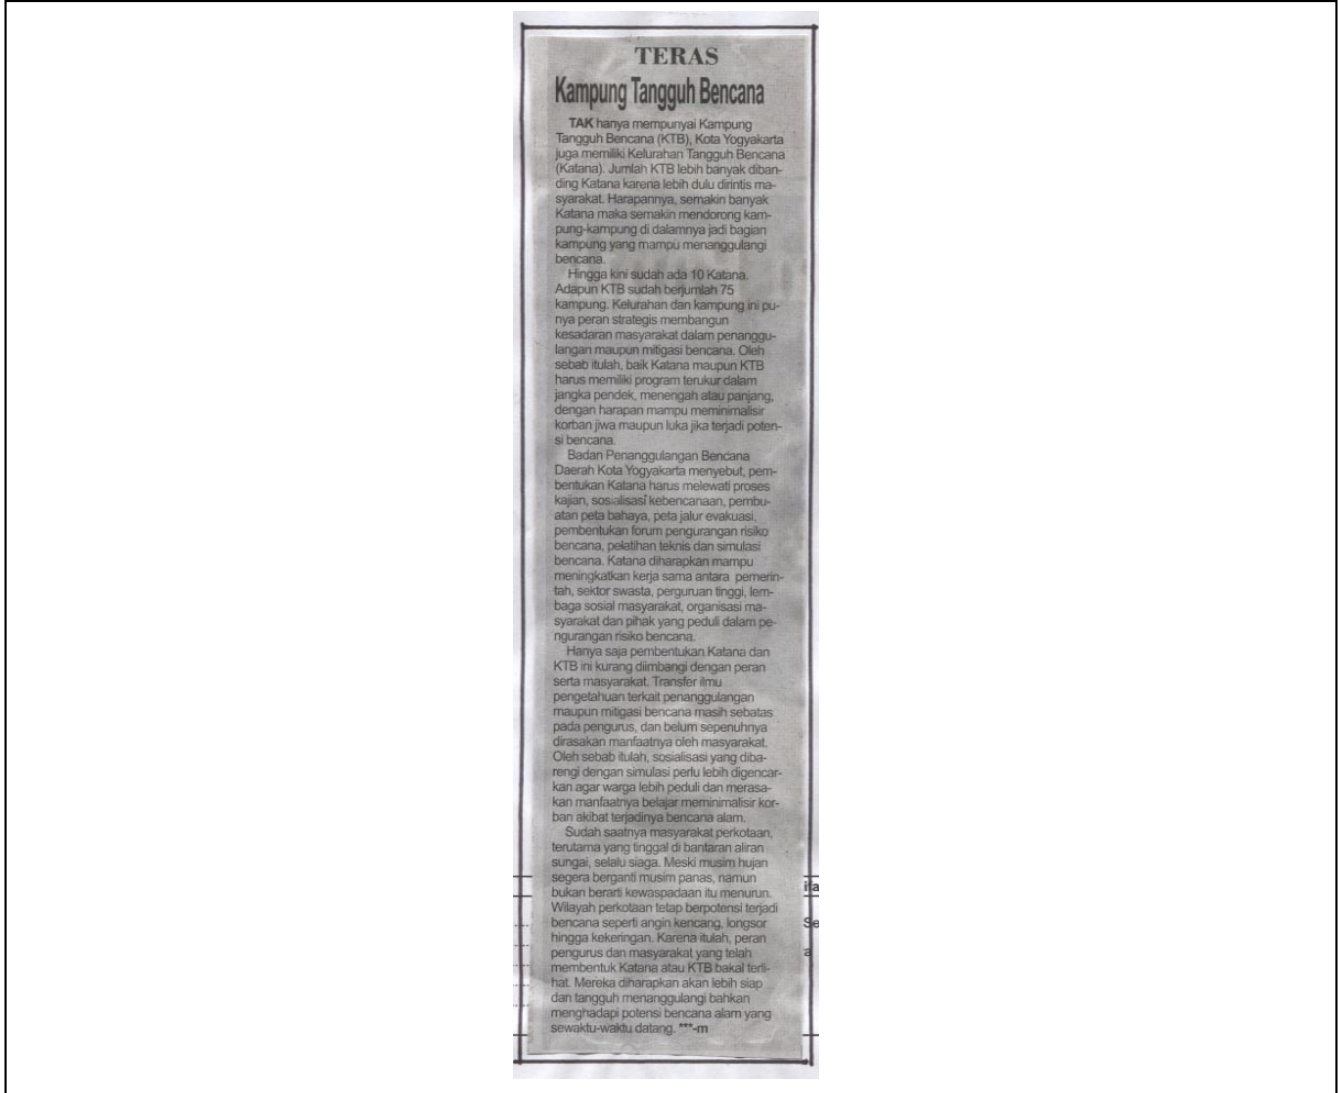 TERAS
Kampung Tangguh Bencana
TAK hanya mempunyai Kampung
Tangguh Bencana (KTB), Kota Yogyakarta
juga memiliki Kelurahan Tangguh Bencana
(Katana). Jumlah KTB lebih banyak diban-
ding Katana karena lebih dulu dirintis ma-
syarakat. Harapannya, semakin banyak
Katana maka semakin mendorong kam-
pung-kampung di dalamnya jadi bagian
kampung yang mampu menanggulangi
bencana.
Hingga kini sudah ada 10 Katana.
Adapun KTB sudah berjumlah 75
kampung. Kelurahan dan kampung ini pu-
nya peran strategis membangun
kesadaran masyarakat dalam penanggu-
langan maupun mitigasi bencana. Oleh
sebab itulah, baik Katana maupun KTB
harus memiliki program terukur dalam
jangka pendek, menengah atau panjang,
dengan harapan mampu meminimalisir
korban jiwa maupun luka jika terjadi poten-
si bencana.
Badan Penanggulangan Bencana
Daerah Kota Yogyakarta menyebut, pem-
bentukan Katana harus melewati proses
kajian, sosialisasi kebencanaan, pembu-
atan peta bahaya, peta jalur evakuasi,
pembentukan forum pengurangan risiko
bencana, pelatihan teknis dan simulasi
bencana. Katana diharapkan mampu
meningkatkan kerja sama antara pemerin-
tah, sektor swasta, perguruan tinggi, lem-
baga sosial masyarakat, organisasi ma-
syarakat dan pihak yang peduli dalam pe-
ngurangan risiko bencana.
Hanya saja pembentukan Katana dan
KTB ini kurang diimbangi dengan peran
serta masyarakat. Transfer ilmu
pengetahuan terkait penanggulangan
maupun mitigasi bencana masih sebatas
pada pengurus, dan belum sepenuhnya
dirasakan manfaatnya oleh masyarakat.
Oleh sebab itulah, sosialisasi yang diba-
rengi dengan simulasi perlu lebih digencar-
kan agar warga lebih peduli dan merasa-
kan manfaatnya belajar meminimalisir kor-
ban akibat terjadinya bencana alam.
Sudah saatnya masyarakat perkotaan,
terutama yang tinggal di bantaran aliran
sungai, selalu siaga. Meski musim hujan
segera berganti musim panas, namun
bukan berarti kewaspadaan itu menurun.
Wilayah perkotaan tetap berpotensi terjadi
bencana seperti angin kencang, longsor
hingga kekeringan. Karena itulah, peran
pengurus dan masyarakat yang telah
membentuk Katana atau KTB bakal terli-
hat. Mereka diharapkan akan lebih siap
dan tangguh menanggulangi bahkan
menghadapi potensi bencana alam yang
sewaktu-waktu datang. ***-m
Se
a